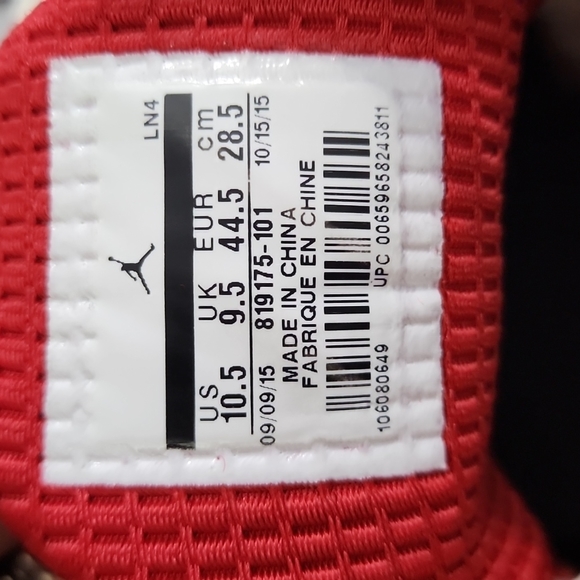 LN4
US UK EUR cm
10.5 9.5 44.5 28.5
09/09/15 819175-101 10/15/15
MADE IN CHINA
FABRIQUE EN CHINE
106080649 UPC 00659658243811